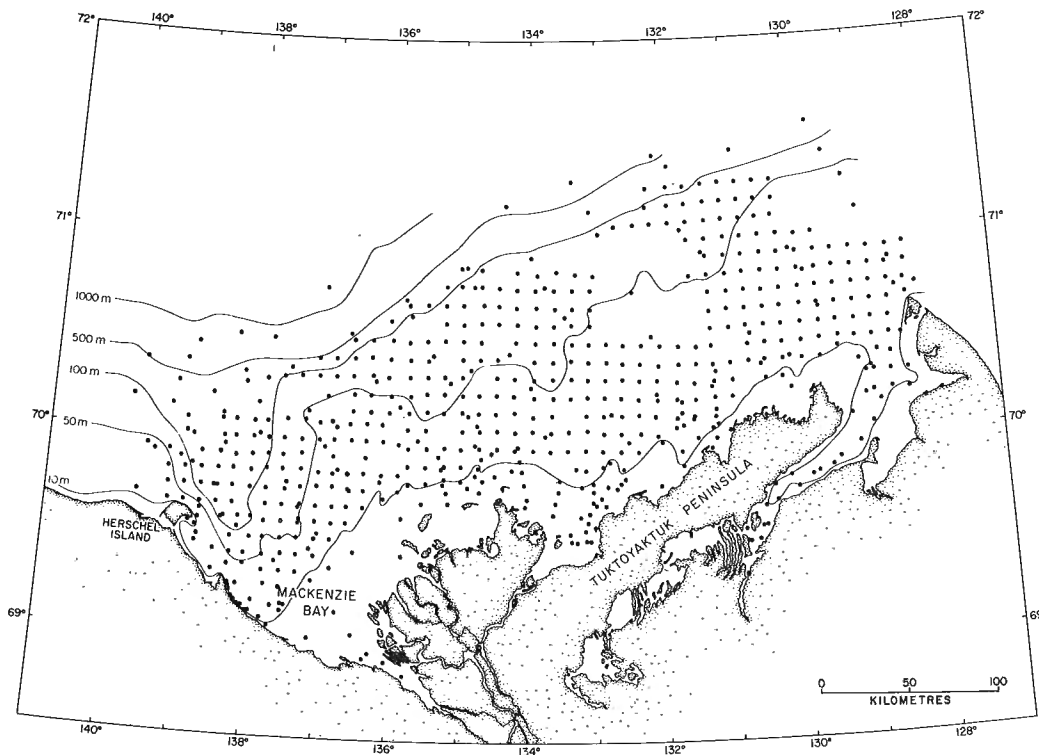 72°
140°
138°
136°
134°
132°
130°
128°
72°
71°
71°
1000 m
500 m
100 m
70°
70°
50 m
10 m
HERSCHEL
ISLAND
TUKTOYAKTUK PENINSULA
MACKENZIE
BAY
69°
69
0 50 100
KILOMETRES
140°
138°
136°
134°
132°
130°
128°